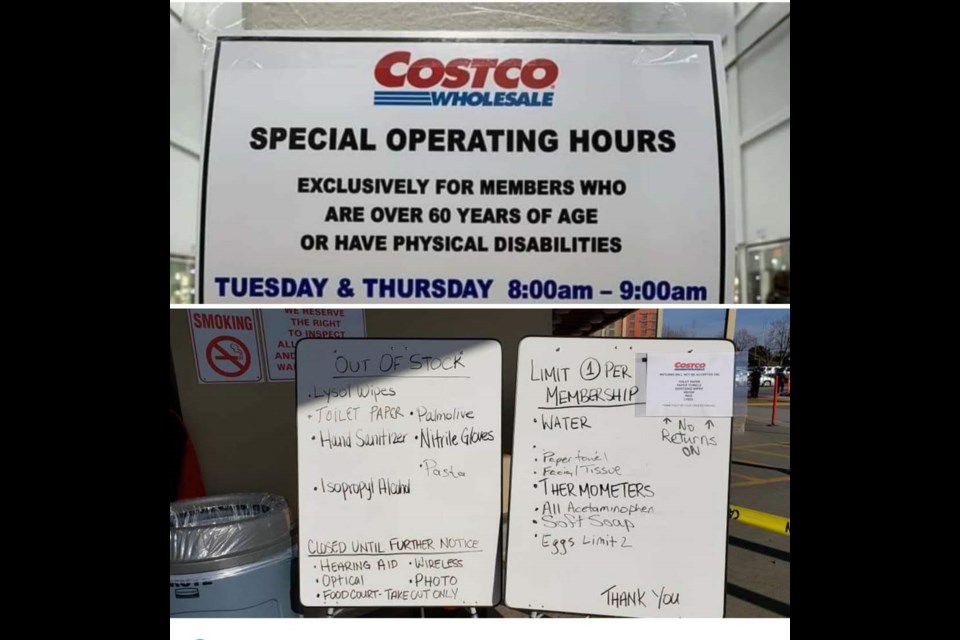 COSTCO
WHOLESALE
SPECIAL OPERATING HOURS
EXCLUSIVELY FOR MEMBERS WHO
ARE OVER 60 YEARS OF AGE
OR HAVE PHYSICAL DISABILITIES
TUESDAY & THURSDAY 8:00am – 9:00am
SMOKING
WE RESERVE
THE RIGHT
TO INSPECT
AL
AND
WA
OUT OF STOCK
• Lysol Wipes
• TOILET PAPER • Palmolive
• Hand Sanitizer • Nitrile Gloves
• Pasta
• Isopropyl Alcohol
CLOSED UNTIL FURTHER NOTICE
• HEARING AID • WIRELESS
• Optical • PHOTO
• FOOD COURT - TAKE OUT ONLY
LIMIT 1 PER
MEMBERSHIP
• WATER
• Paper towel
• Facial Tissue
• THERMOMETERS
• All Acetaminophen
• Soft Soap
• Eggs Limit 2
THANK YOU
COSTCO
No
Returns
ON